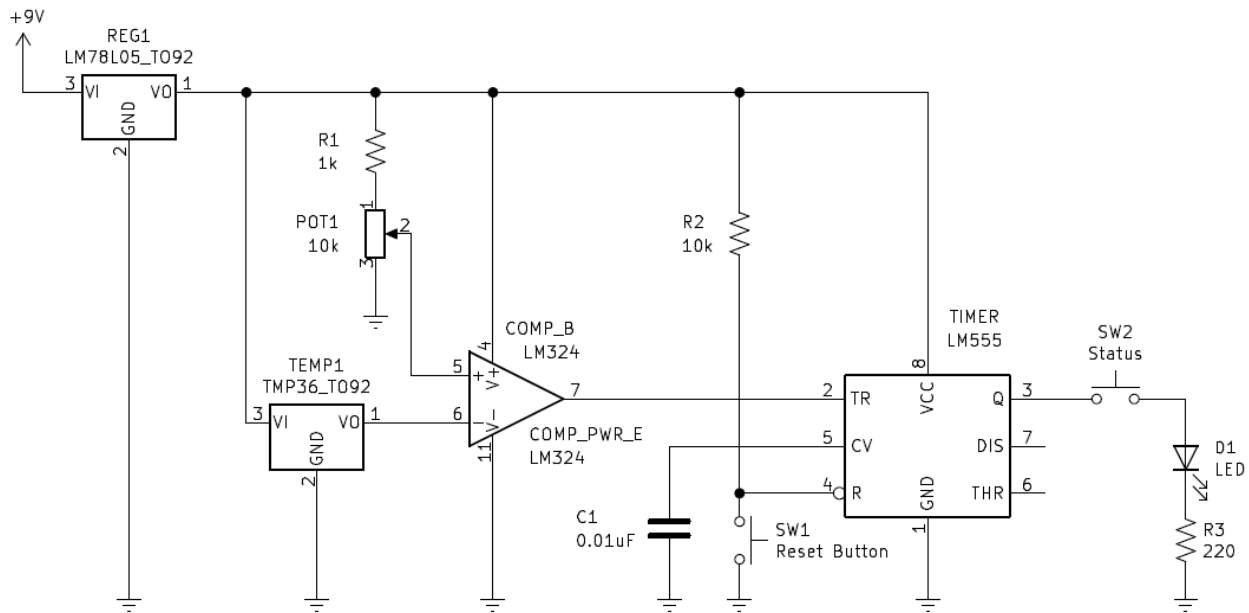 +9V
REG1
LM78L05_TO92
3
VI
VO
1
GND
2
R1
1k
POT1
10k
1
2
3
R2
10k
TEMP1
TMP36_TO92
3
VI
VO
1
GND
2
COMP_B
LM324
4
5
+
V+
7
6
-
V-
11
COMP_PWR_E
LM324
TIMER
LM555
8
VCC
2
TR
Q
3
5
CV
DIS
7
4
R
THR
6
GND
1
C1
0.01uF
SW1
Reset Button
SW2
Status
D1
LED
R3
220